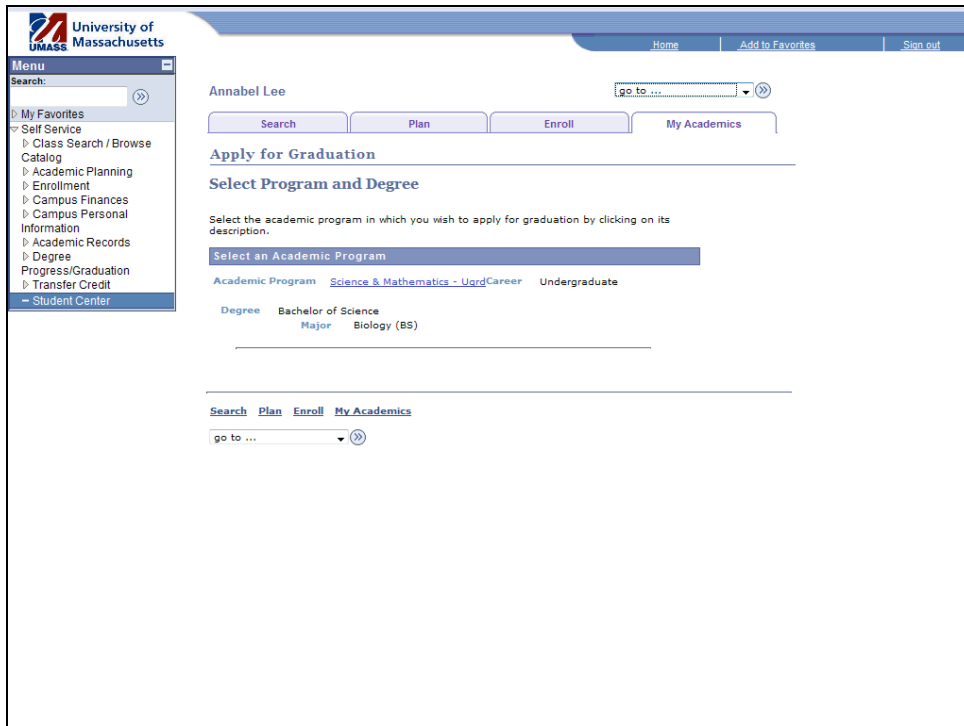 University of
Massachusetts
UMASS
Home Add to Favorites Sign out
Menu
Search:
My Favorites
Self Service
Class Search / Browse
Catalog
Academic Planning
Enrollment
Campus Finances
Campus Personal
Information
Academic Records
Degree
Progress/Graduation
Transfer Credit
Student Center
Annabel Lee go to ...
Search Plan Enroll My Academics
Apply for Graduation
Select Program and Degree
Select the academic program in which you wish to apply for graduation by clicking on its
description.
Select an Academic Program
Academic Program Science & Mathematics - Ugrd Career Undergraduate
Degree Bachelor of Science
Major Biology (BS)
Search Plan Enroll My Academics
go to ...